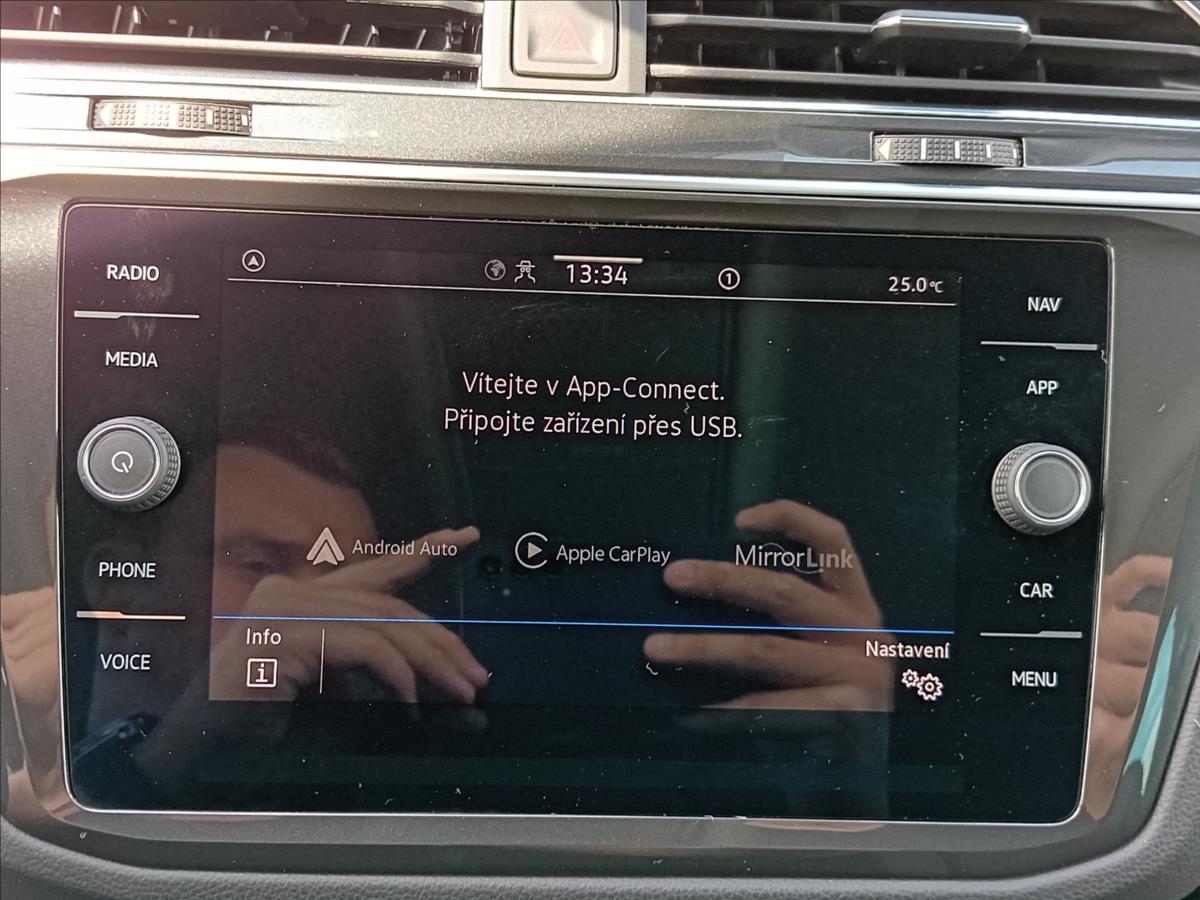 RADIO
MEDIA
PHONE
VOICE
13:34
1
25.0°C
Vítejte v App-Connect.
Připojte zařízení přes USB.
Android Auto
Apple CarPlay
MirrorLink
Info
i
Nastavení
NAV
APP
CAR
MENU